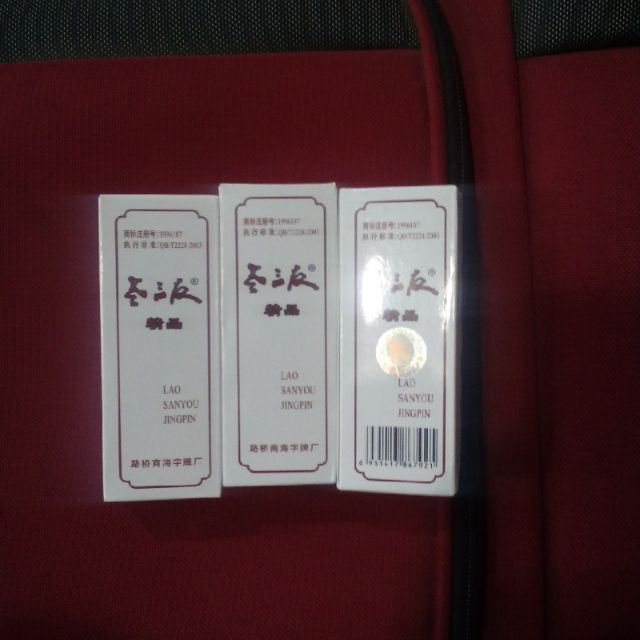 商标注册号:1996187
执行标准:QB/T2228-2003
老三友®
精品
LAO
SANYOU
JINGPIN
路桥商海字牌厂
商标注册号:1996187
执行标准:QB/T2228-2003
老三友®
精品
LAO
SANYOU
JINGPIN
路桥商海字牌厂
商标注册号:1996187
执行标准:QB/T2228-2003
老三友®
精品
LAO
SANYOU
JINGPIN